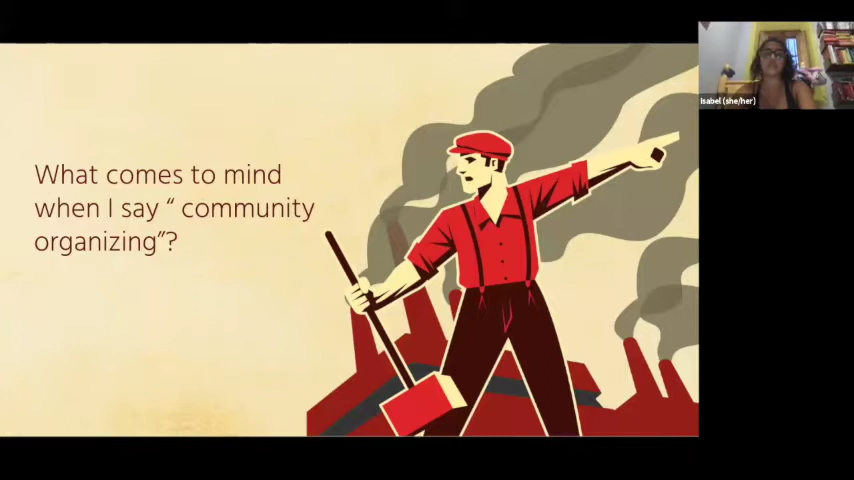 What comes to mind
when I say “ community
organizing”?
Isabel (she/her)